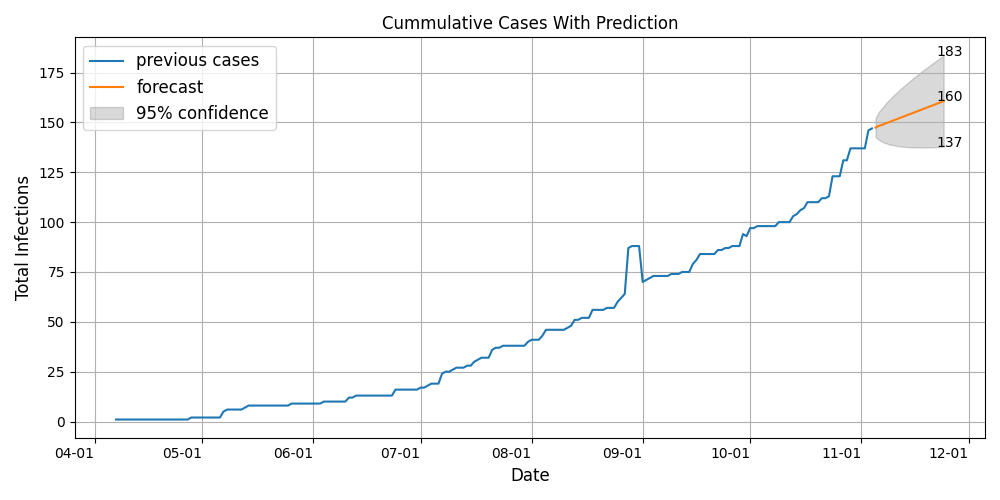 Cummulative Cases With Prediction
previous cases
forecast
95% confidence
183
160
137
Total Infections
175
150
125
100
75
50
25
0
04-01 05-01 06-01 07-01 08-01 09-01 10-01 11-01 12-01
Date